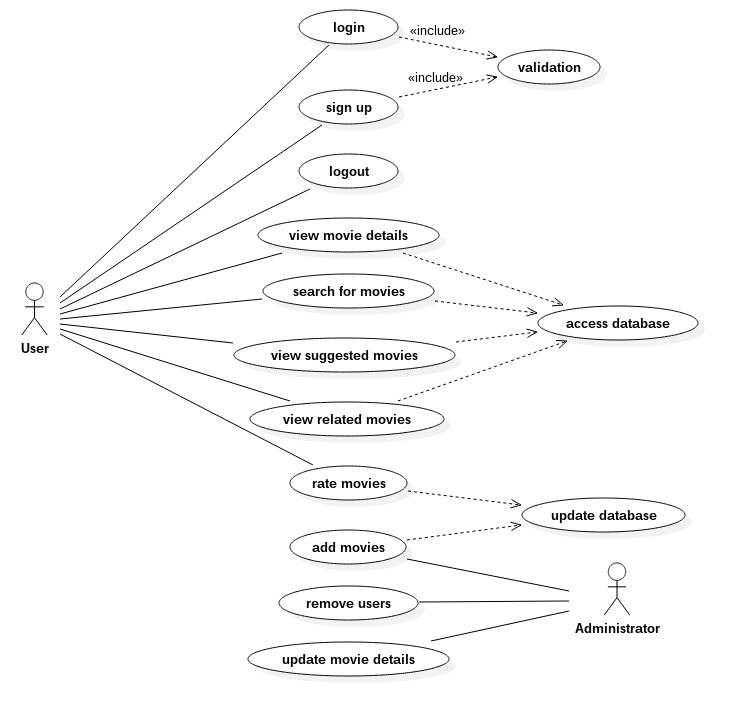 login
«include»
validation
«include»
sign up
logout
view movie details
search for movies
access database
User
view suggested movies
view related movies
rate movies
update database
add movies
remove users
Administrator
update movie details